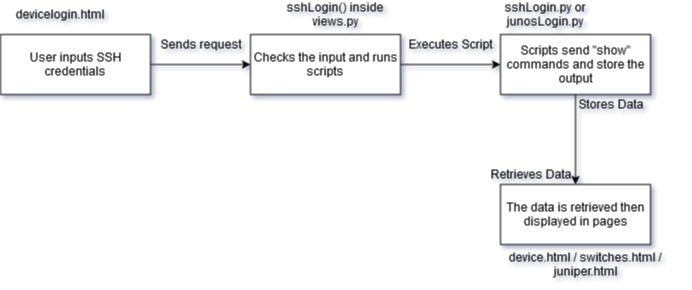 devicelogin.html
sshLogin() inside
views.py
sshLogin.py or
junosLogin.py
User inputs SSH
credentials
Sends request
Checks the input and runs
scripts
Executes Script
Scripts send "show"
commands and store the
output
Stores Data
Retrieves Data
The data is retrieved then
displayed in pages
device.html / switches.html /
juniper.html